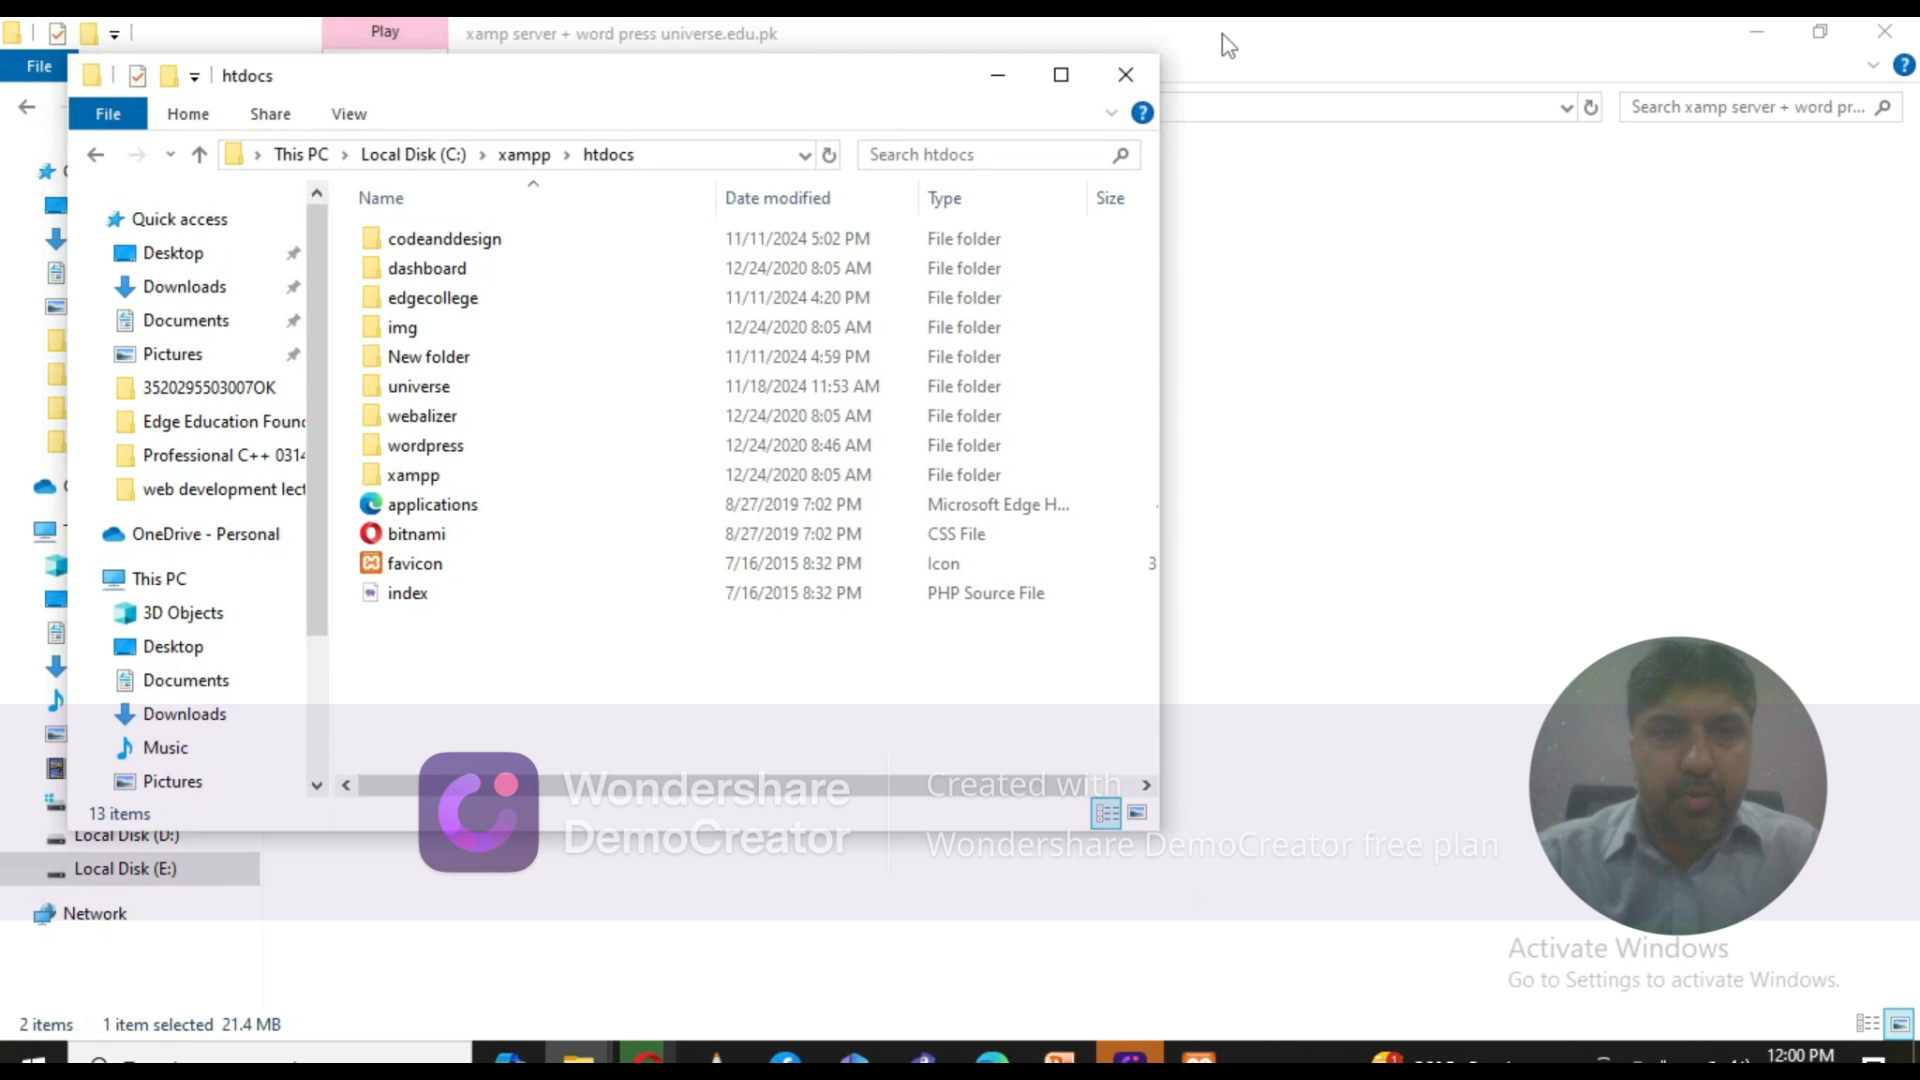 Play
xamp server + word press universe.edu.pk
File
htdocs
File
Home
Share
View
This PC
Local Disk (C:)
xampp
htdocs
Search htdocs
Search xamp server + word pr...
Name
Date modified
Type
Size
Quick access
Desktop
Downloads
Documents
Pictures
3520295503007OK
Edge Education Foun
Professional C++ 0314
web development lect
OneDrive - Personal
This PC
3D Objects
Desktop
Documents
Downloads
Music
Pictures
codeanddesign 11/11/2024 5:02 PM File folder
dashboard 12/24/2020 8:05 AM File folder
edgecollege 11/11/2024 4:20 PM File folder
img 12/24/2020 8:05 AM File folder
New folder 11/11/2024 4:59 PM File folder
universe 11/18/2024 11:53 AM File folder
webalizer 12/24/2020 8:05 AM File folder
wordpress 12/24/2020 8:46 AM File folder
xampp 12/24/2020 8:05 AM File folder
applications 8/27/2019 7:02 PM Microsoft Edge H...
bitnami 8/27/2019 7:02 PM CSS File
favicon 7/16/2015 8:32 PM Icon 3
index 7/16/2015 8:32 PM PHP Source File
13 items
Local Disk (D:)
Local Disk (E:)
Network
Wondershare
DemoCreator
Created with
Wondershare DemoCreator free plan
Activate Windows
Go to Settings to activate Windows.
2 items 1 item selected 21.4 MB
12:00 PM